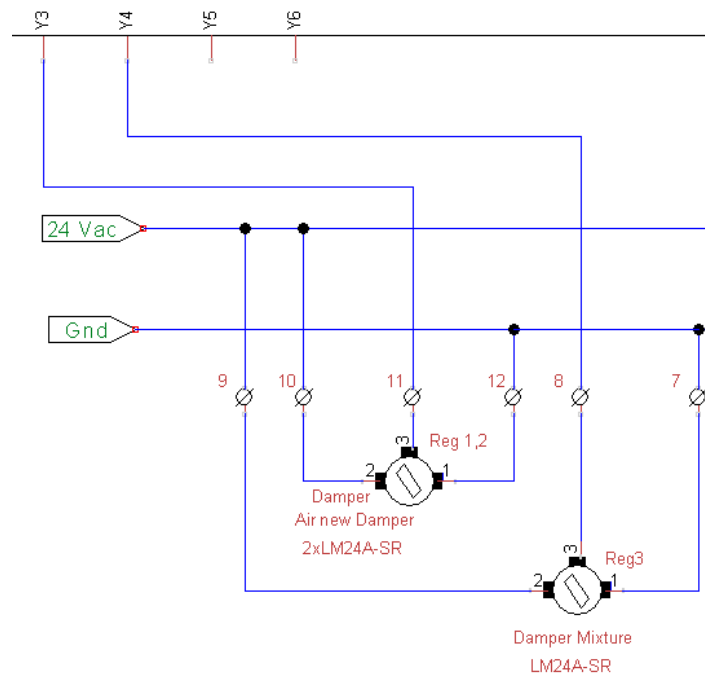 Y3
Y4
Y5
Y6
24 Vac
Gnd
9
10
11
12
8
7
3
Reg 1,2
2
1
Damper
Air new Damper
2xLM24A-SR
3
Reg3
2
1
Damper Mixture
LM24A-SR